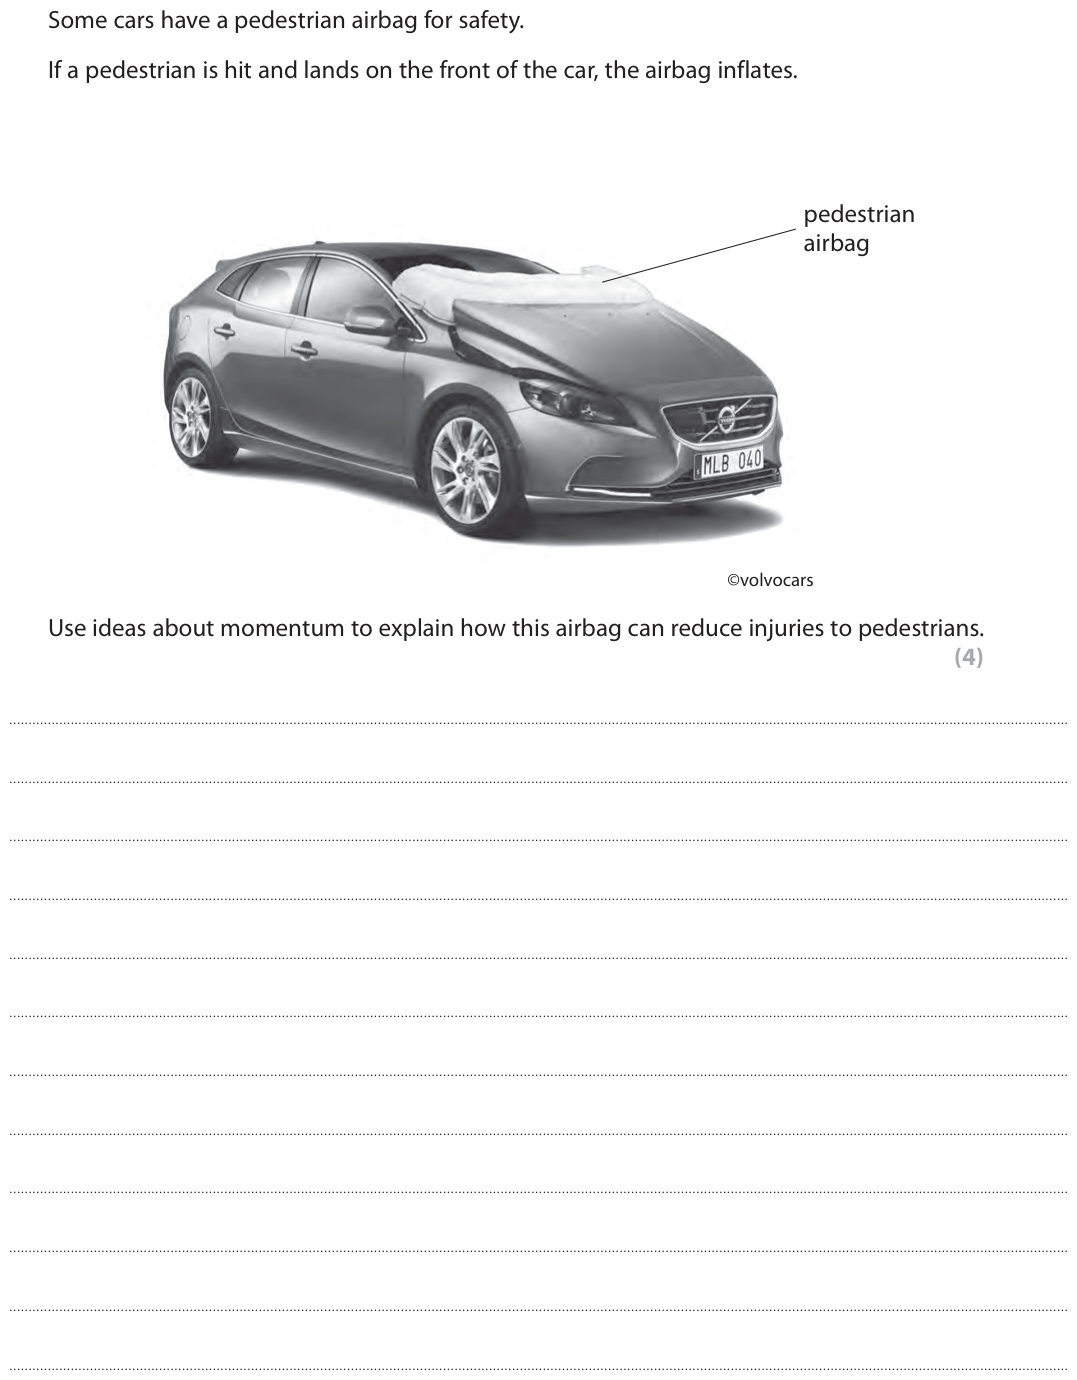 Some cars have a pedestrian airbag for safety.
If a pedestrian is hit and lands on the front of the car, the airbag inflates.
pedestrian
airbag
MLB 040
©volvocars
Use ideas about momentum to explain how this airbag can reduce injuries to pedestrians.
(4)